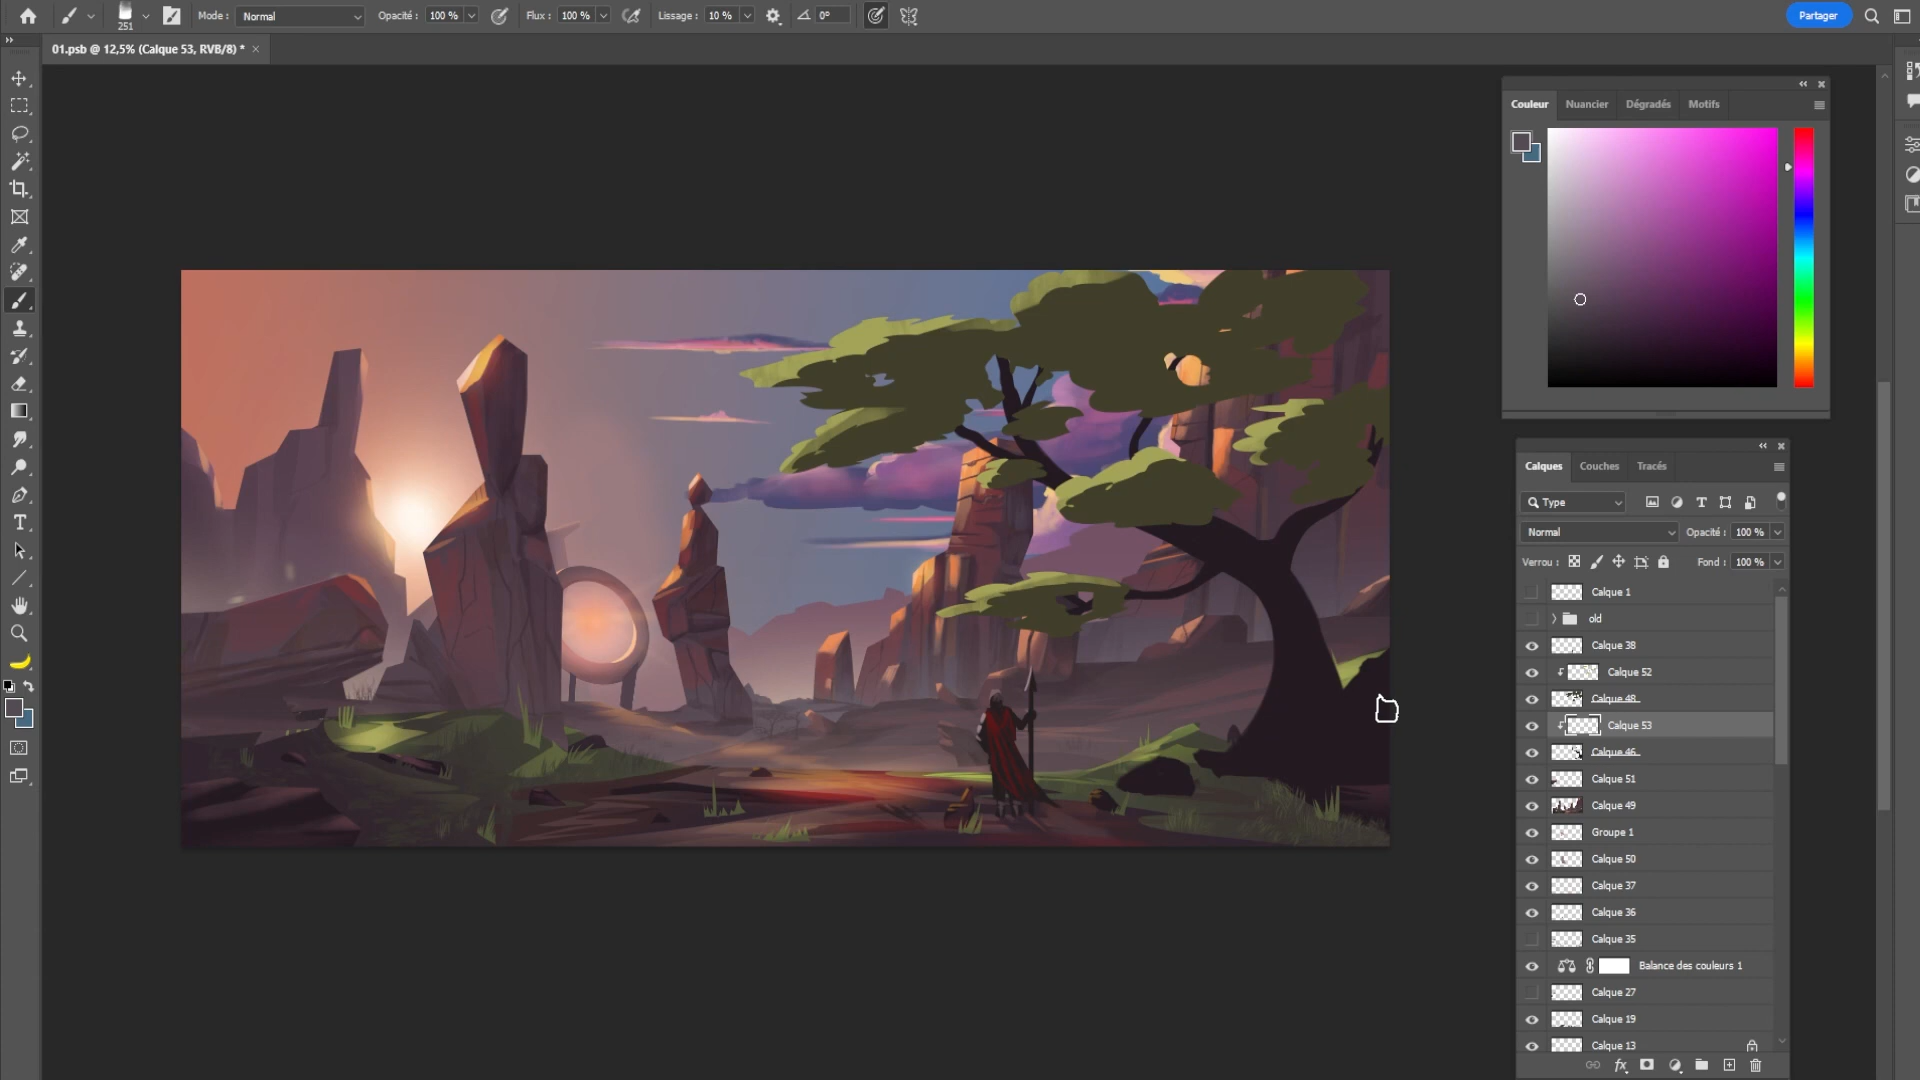 251
Mode :
Normal
Opacité :
100 %
Flux :
100 %
Lissage :
10 %
0°
Partager
01.psb @ 12,5% (Calque 53, RVB/8) *
Couleur
Nuancier
Dégradés
Motifs
Calques
Couches
Tracés
Type
Normal
Opacité :
100 %
Verrou :
Fond :
100 %
Calque 1
old
Calque 38
Calque 52
Calque 48
Calque 53
Calque 46
Calque 51
Calque 49
Groupe 1
Calque 50
Calque 37
Calque 36
Calque 35
Balance des couleurs 1
Calque 27
Calque 19
Calque 13
fx